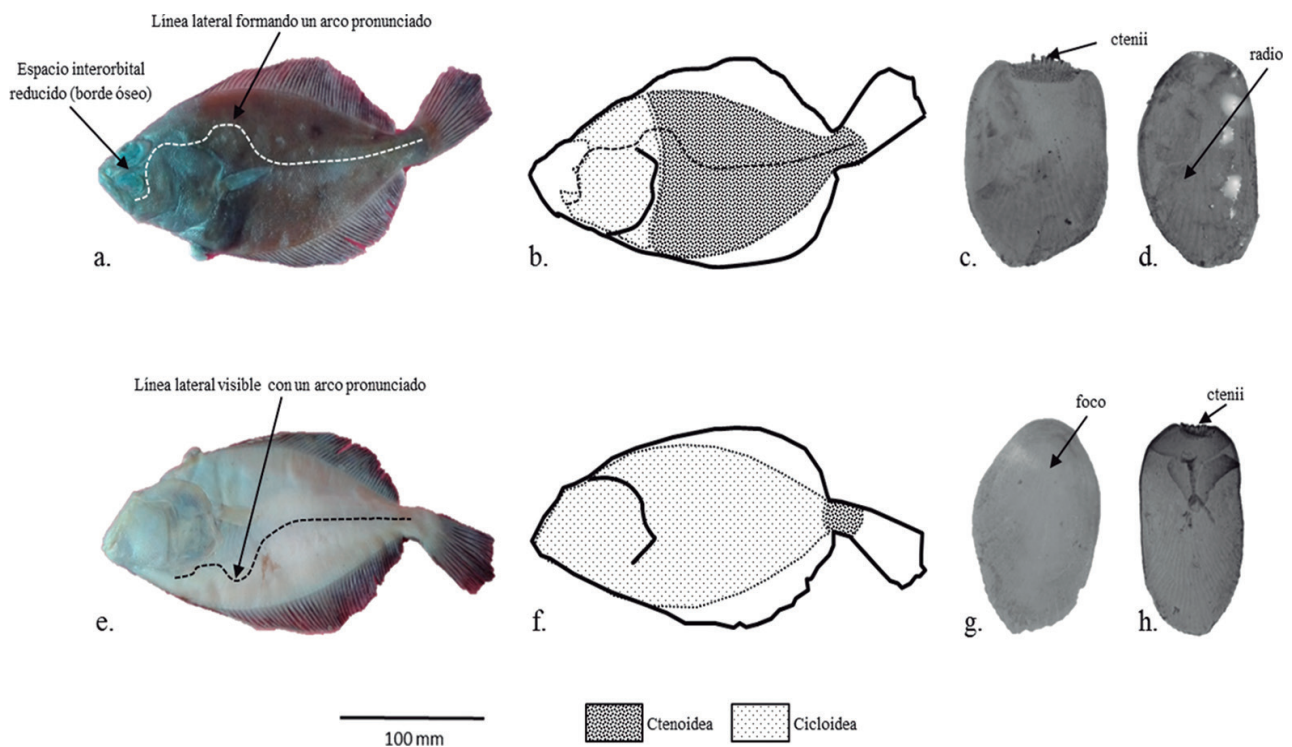 Línea lateral formando un arco pronunciado
Espacio interorbital
reducido (borde óseo)
ctenii
radio
a.
b.
c.
d.
Línea lateral visible con un arco pronunciado
foco
ctenii
e.
f.
g.
h.
100 mm
Ctenoidea
Cicloidea